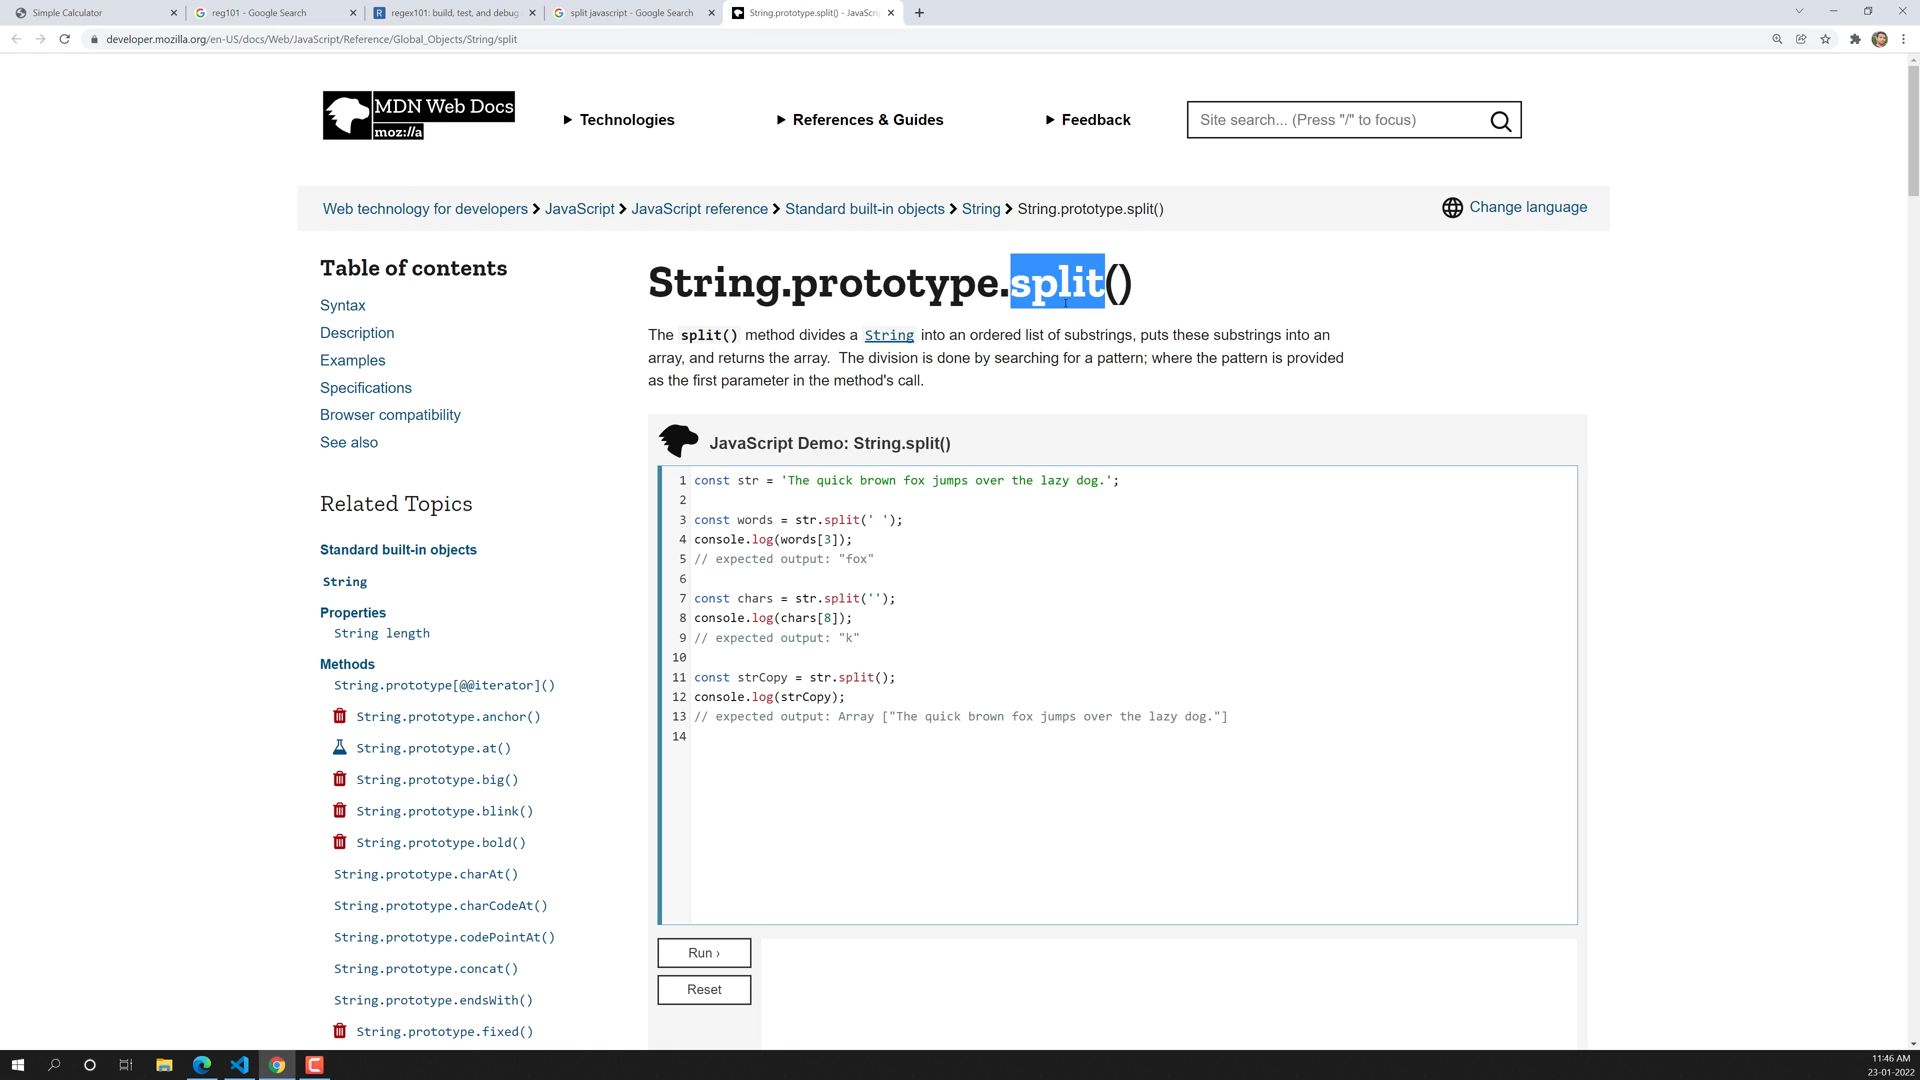 Simple Calculator
reg101 - Google Search
regex101: build, test, and debug
split javascript - Google Search
String.prototype.split() - JavaScri
developer.mozilla.org/en-US/docs/Web/JavaScript/Reference/Global_Objects/String/split
MDN Web Docs
moz://a
Technologies
References & Guides
Feedback
Site search... (Press "/" to focus)
Web technology for developers > JavaScript > JavaScript reference > Standard built-in objects > String > String.prototype.split()
Change language
Table of contents
Syntax
Description
Examples
Specifications
Browser compatibility
See also
Related Topics
Standard built-in objects
String
Properties
String length
Methods
String.prototype[@@iterator]()
String.prototype.anchor()
String.prototype.at()
String.prototype.big()
String.prototype.blink()
String.prototype.bold()
String.prototype.charAt()
String.prototype.charCodeAt()
String.prototype.codePointAt()
String.prototype.concat()
String.prototype.endsWith()
String.prototype.fixed()
String.prototype.split()
The split() method divides a String into an ordered list of substrings, puts these substrings into an
array, and returns the array. The division is done by searching for a pattern; where the pattern is provided
as the first parameter in the method's call.
JavaScript Demo: String.split()
1 const str = 'The quick brown fox jumps over the lazy dog.';
2
3 const words = str.split(' ');
4 console.log(words[3]);
5 // expected output: "fox"
6
7 const chars = str.split('');
8 console.log(chars[8]);
9 // expected output: "k"
10
11 const strCopy = str.split();
12 console.log(strCopy);
13 // expected output: Array ["The quick brown fox jumps over the lazy dog."]
14
Run ›
Reset
11:46 AM
23-01-2022